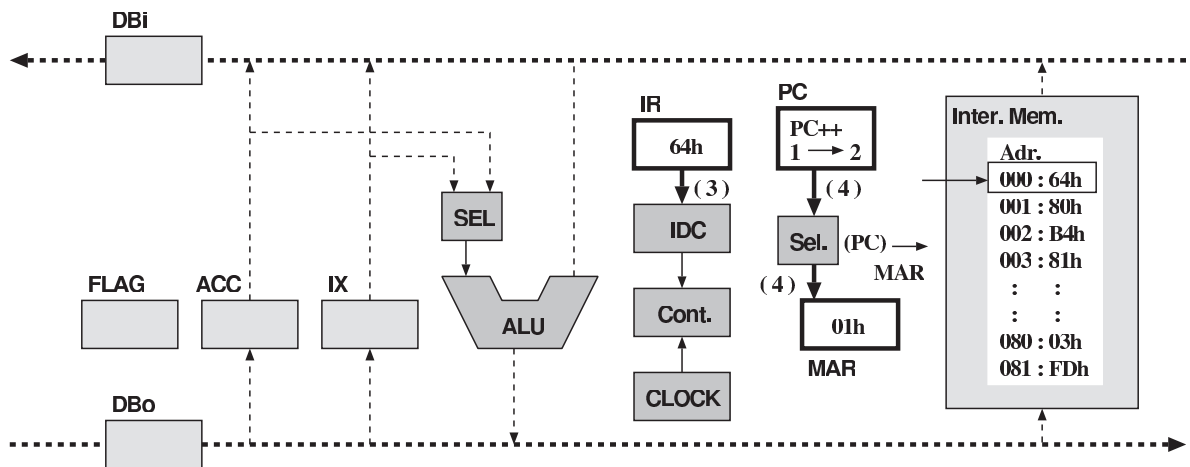 DBi
IR
64h
( 3 )
IDC
Cont.
CLOCK
PC
PC++
1 → 2
( 4 )
Sel.
(PC) →
MAR
( 4 )
01h
MAR
Inter. Mem.
Adr.
000 : 64h
001 : 80h
002 : B4h
003 : 81h
: :
: :
080 : 03h
081 : FDh
SEL
FLAG
ACC
IX
ALU
DBo